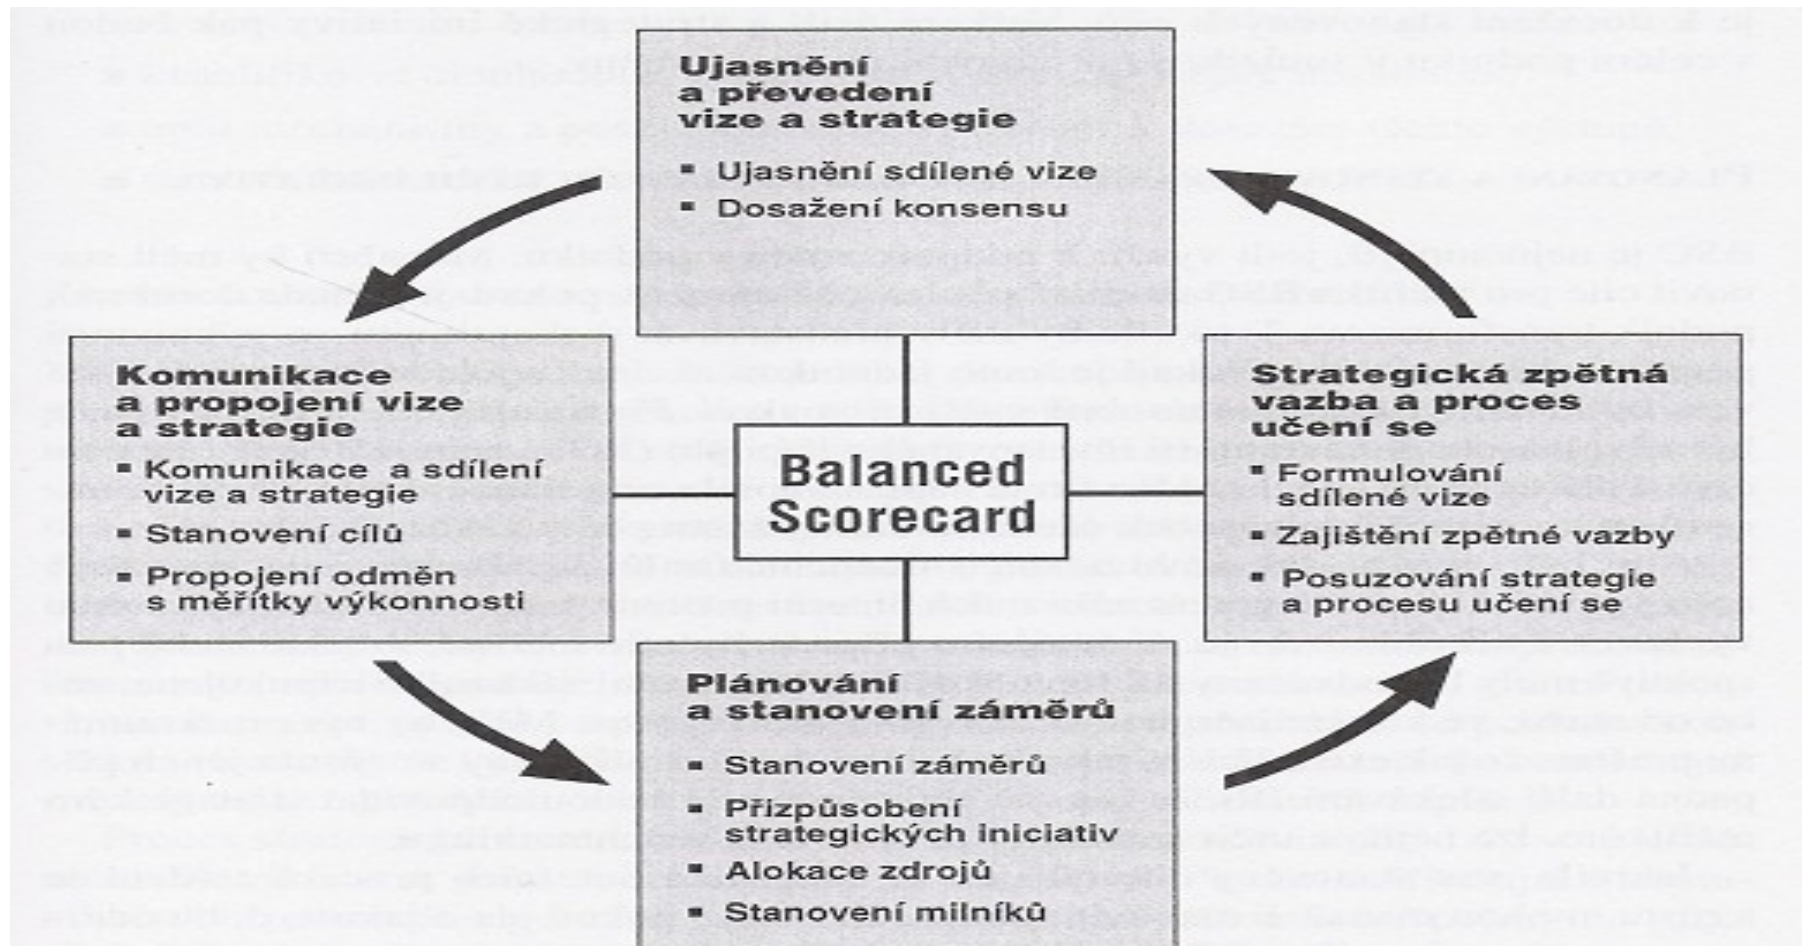 Ujasnění
a převedení
vize a strategie
▪ Ujasnění sdílené vize
▪ Dosažení konsensu
Komunikace
a propojení vize
a strategie
▪ Komunikace a sdílení
vize a strategie
▪ Stanovení cílů
▪ Propojení odměn
s měřítky výkonnosti
Balanced
Scorecard
Strategická zpětná
vazba a proces
učení se
▪ Formulování
sdílené vize
▪ Zajištění zpětné vazby
▪ Posuzování strategie
a procesu učení se
Plánování
a stanovení záměrů
▪ Stanovení záměrů
▪ Přizpůsobení
strategických iniciativ
▪ Alokace zdrojů
▪ Stanovení milníků